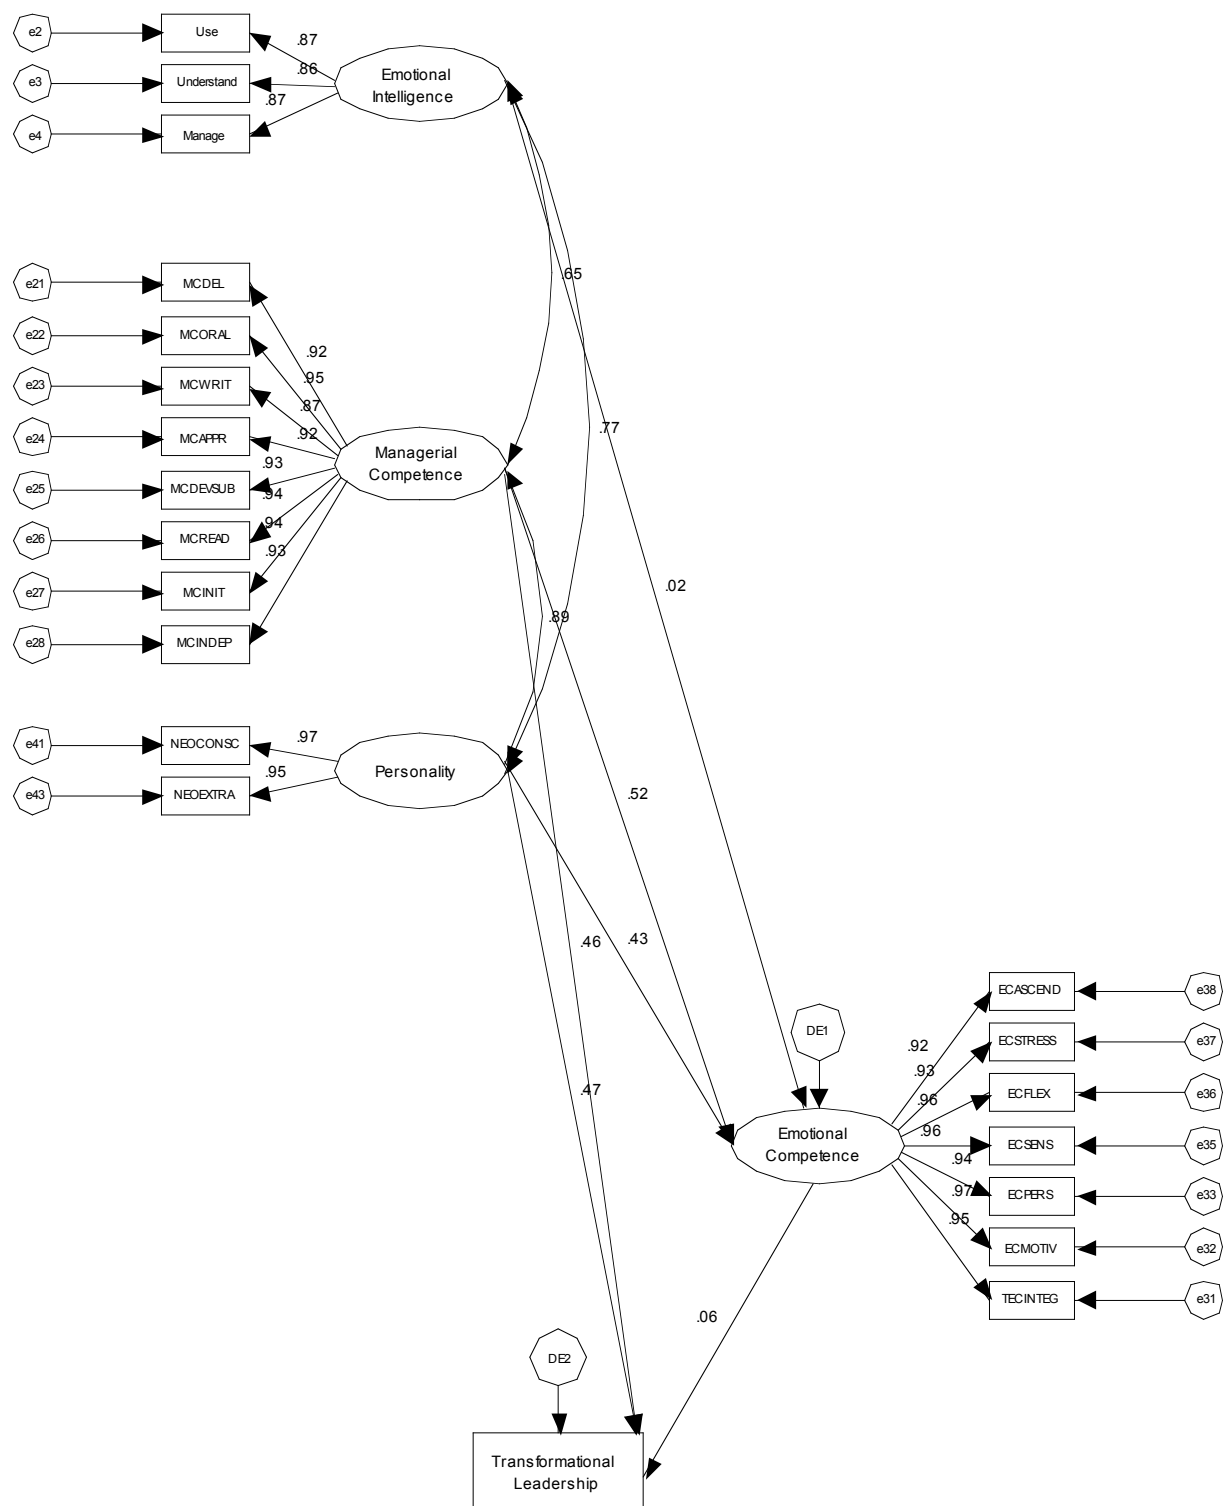 e2
Use
.87
Emotional
Intelligence
e3
Understand
.86
e4
Manage
.87
.65
.77
.02
e21
MCDEL
.92
e22
MCORAL
.95
e23
MCWRIT
.87
e24
MCAPPR
.92
Managerial
Competence
e25
MCDEVSUB
.93
e26
MCREAD
.94
e27
MCINIT
.94
e28
MCINDEP
.93
.89
e41
NEOCONSC
.97
e43
NEOEXTRA
.95
Personality
.52
.46
.43
.47
DE1
Emotional
Competence
.92
ECASCEND
e38
.93
ECSTRESS
e37
.96
ECFLEX
e36
.96
ECSENS
e35
.94
ECPERS
e33
.97
ECMOTIV
e32
.95
TECINTEG
e31
.06
DE2
Transformational
Leadership